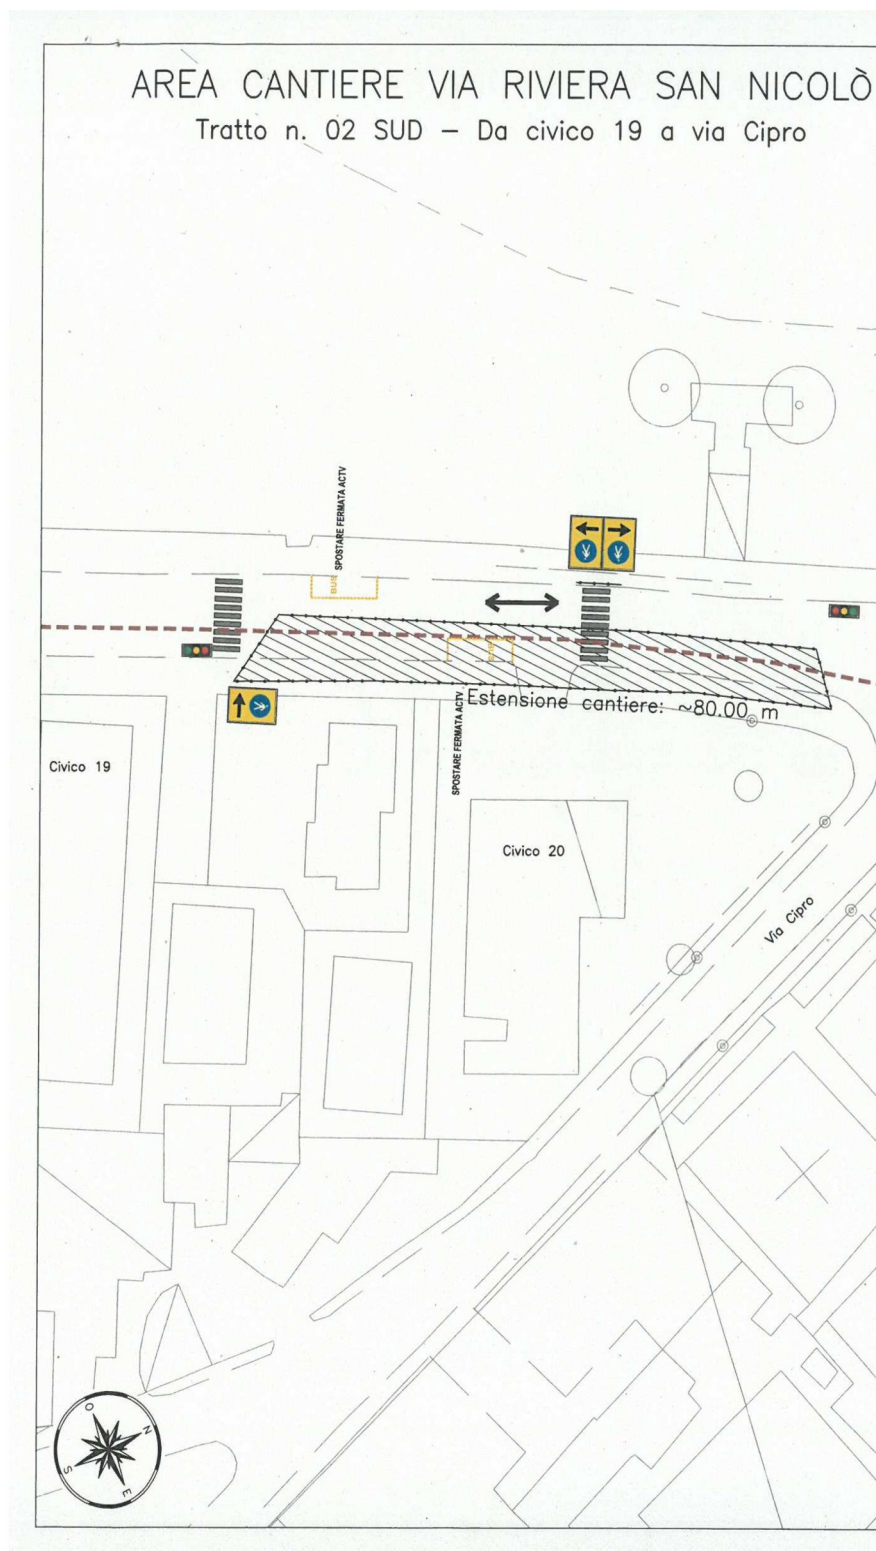 AREA CANTIERE VIA RIVIERA SAN NICOLÒ
Tratto n. 02 SUD – Da civico 19 a via Cipro
SPOSTARE FERMATA ACTV
BUS
Estensione cantiere: ~80.00 m
SPOSTARE FERMATA ACTV
Civico 19
Civico 20
Via Cipro
O
N
S
E